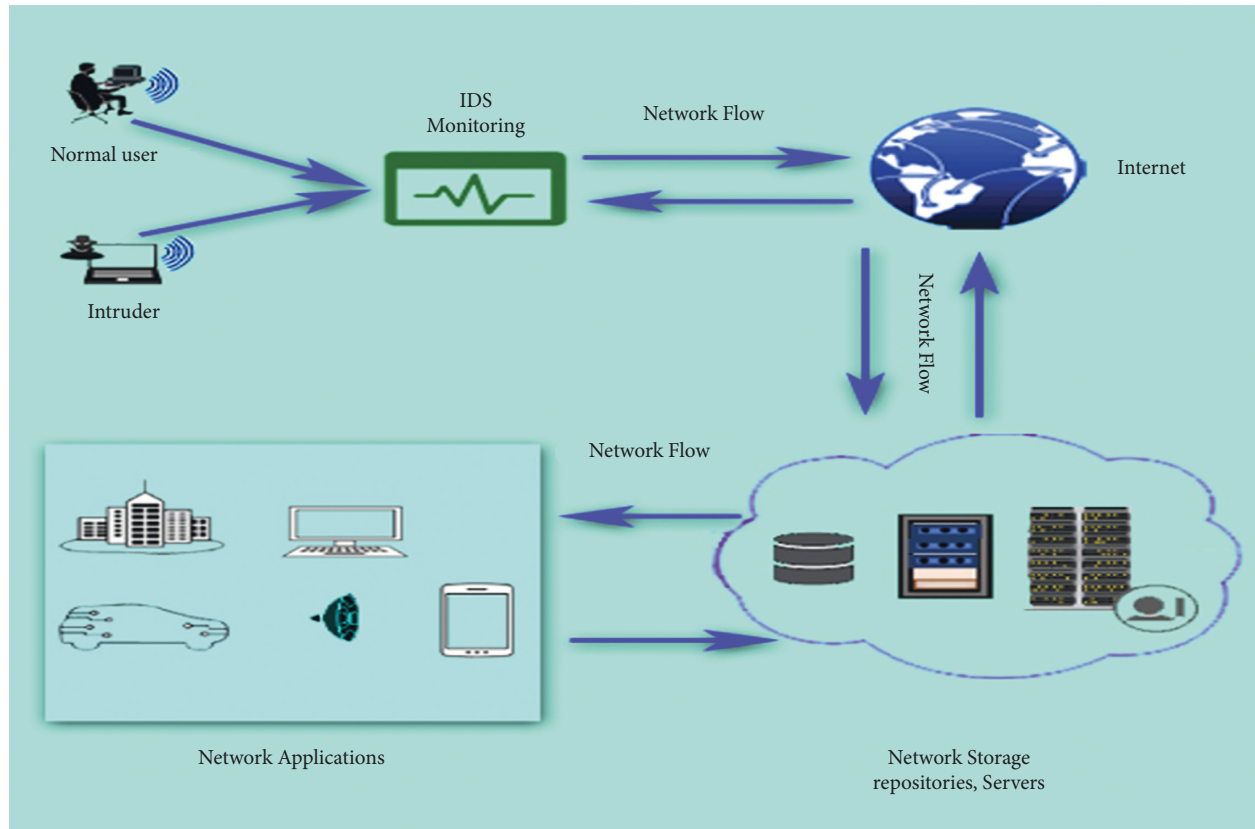 IDS
Monitoring
Network Flow
Normal user
Internet
Intruder
Network Flow
Network Flow
Network Applications
Network Storage
repositories, Servers